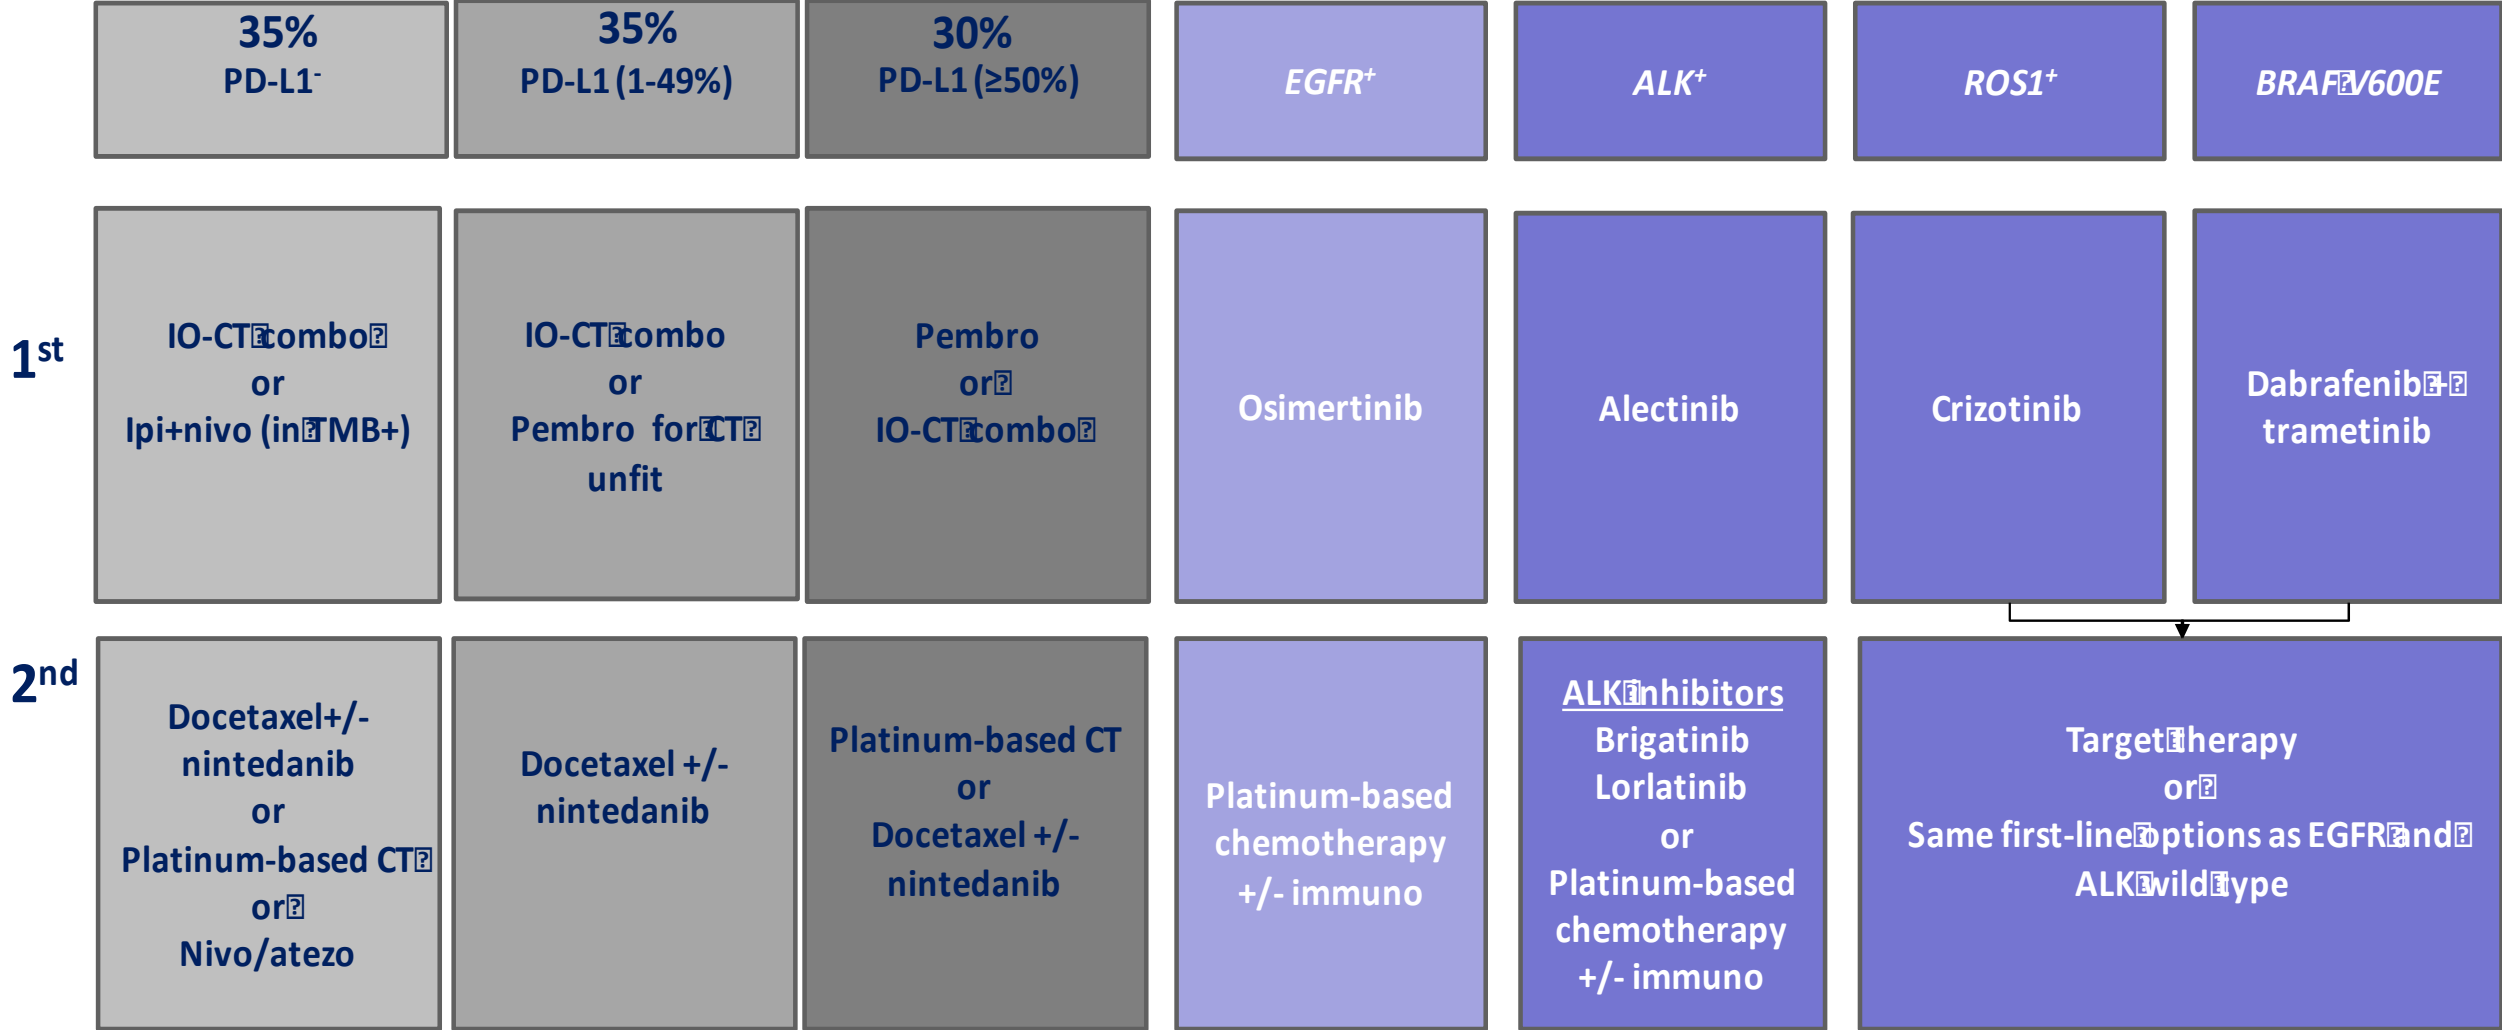 35%
PD-L1⁻
35%
PD-L1 (1-49%)
30%
PD-L1 (≥50%)
EGFR⁺
ALK⁺
ROS1⁺
BRAF V600E
1st
IO-CT combo
or
Ipi+nivo (in TMB+)
IO-CT combo
or
Pembro for CT
unfit
Pembro
or
IO-CT combo
Osimertinib
Alectinib
Crizotinib
Dabrafenib +
trametinib
2nd
Docetaxel+/-
nintedanib
or
Platinum-based CT
or
Nivo/atezo
Docetaxel +/-
nintedanib
Platinum-based CT
or
Docetaxel +/-
nintedanib
Platinum-based
chemotherapy
+/- immuno
ALK inhibitors
Brigatinib
Lorlatinib
or
Platinum-based
chemotherapy
+/- immuno
Target therapy
or
Same first-line options as EGFR and
ALK wild type